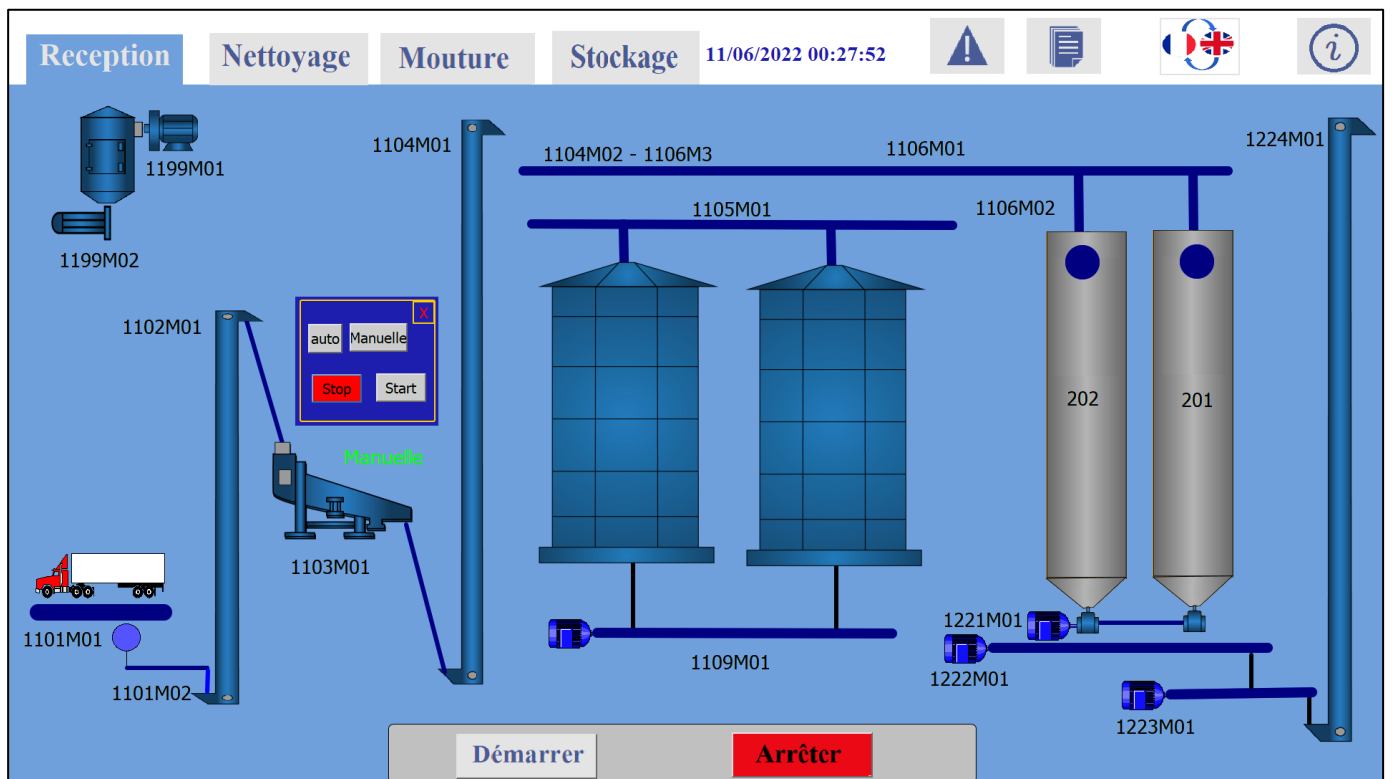 Reception
Nettoyage
Mouture
Stockage
11/06/2022 00:27:52
i
1199M01
1199M02
1104M01
1104M02 - 1106M3
1106M01
1224M01
1105M01
1106M02
1102M01
X
auto
Manuelle
Stop
Start
Manuelle
202
201
1103M01
1101M01
1101M02
1109M01
1221M01
1222M01
1223M01
Démarrer
Arrêter